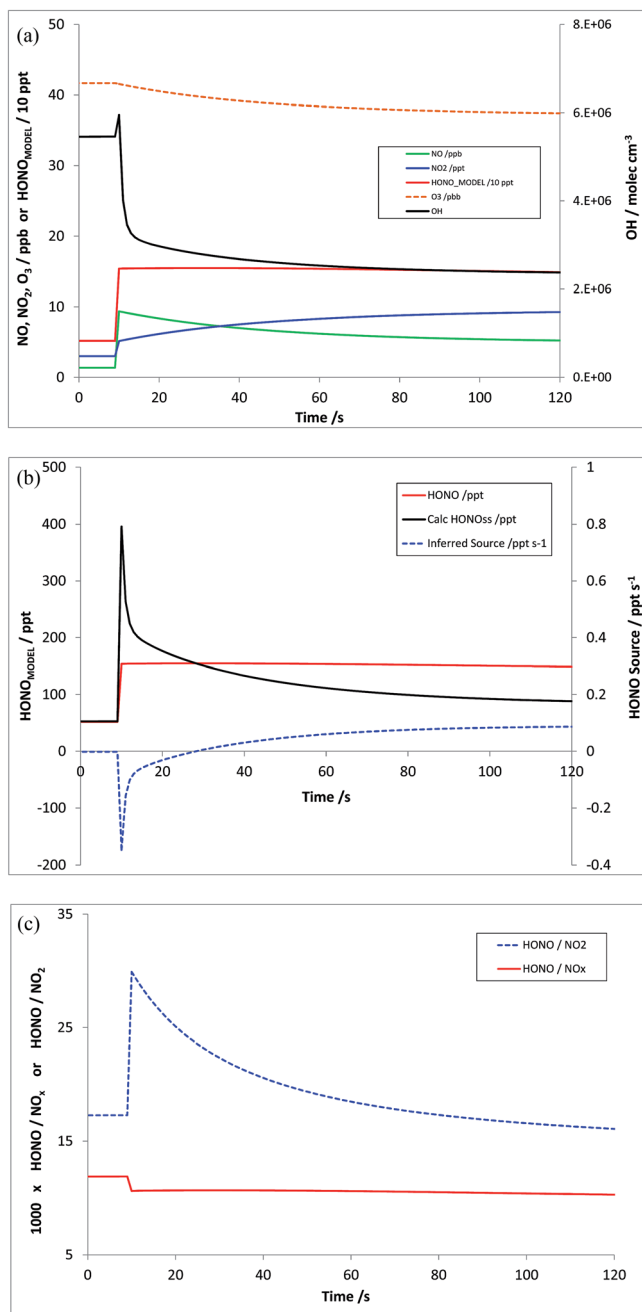 (a)
50
40
30
20
10
0
NO, NO2, O3 / ppb or HONOMODEL / 10 ppt
8.E+06
6.E+06
4.E+06
2.E+06
0.E+00
OH / molec cm-3
NO /ppb
NO2 /ppt
HONO_MODEL /10 ppt
O3 /pbb
OH
0
20
40
60
80
100
120
Time /s
(b)
500
400
300
200
100
0
-100
-200
HONOMODEL / ppt
1
0.8
0.6
0.4
0.2
0
-0.2
-0.4
HONO Source / ppt s-1
HONO /ppt
Calc HONOss /ppt
Inferred Source /ppt s-1
0
20
40
60
80
100
120
Time /s
(c)
35
25
15
5
1000 x HONO / NOx or HONO / NO2
HONO / NO2
HONO / NOx
0
20
40
60
80
100
120
Time /s